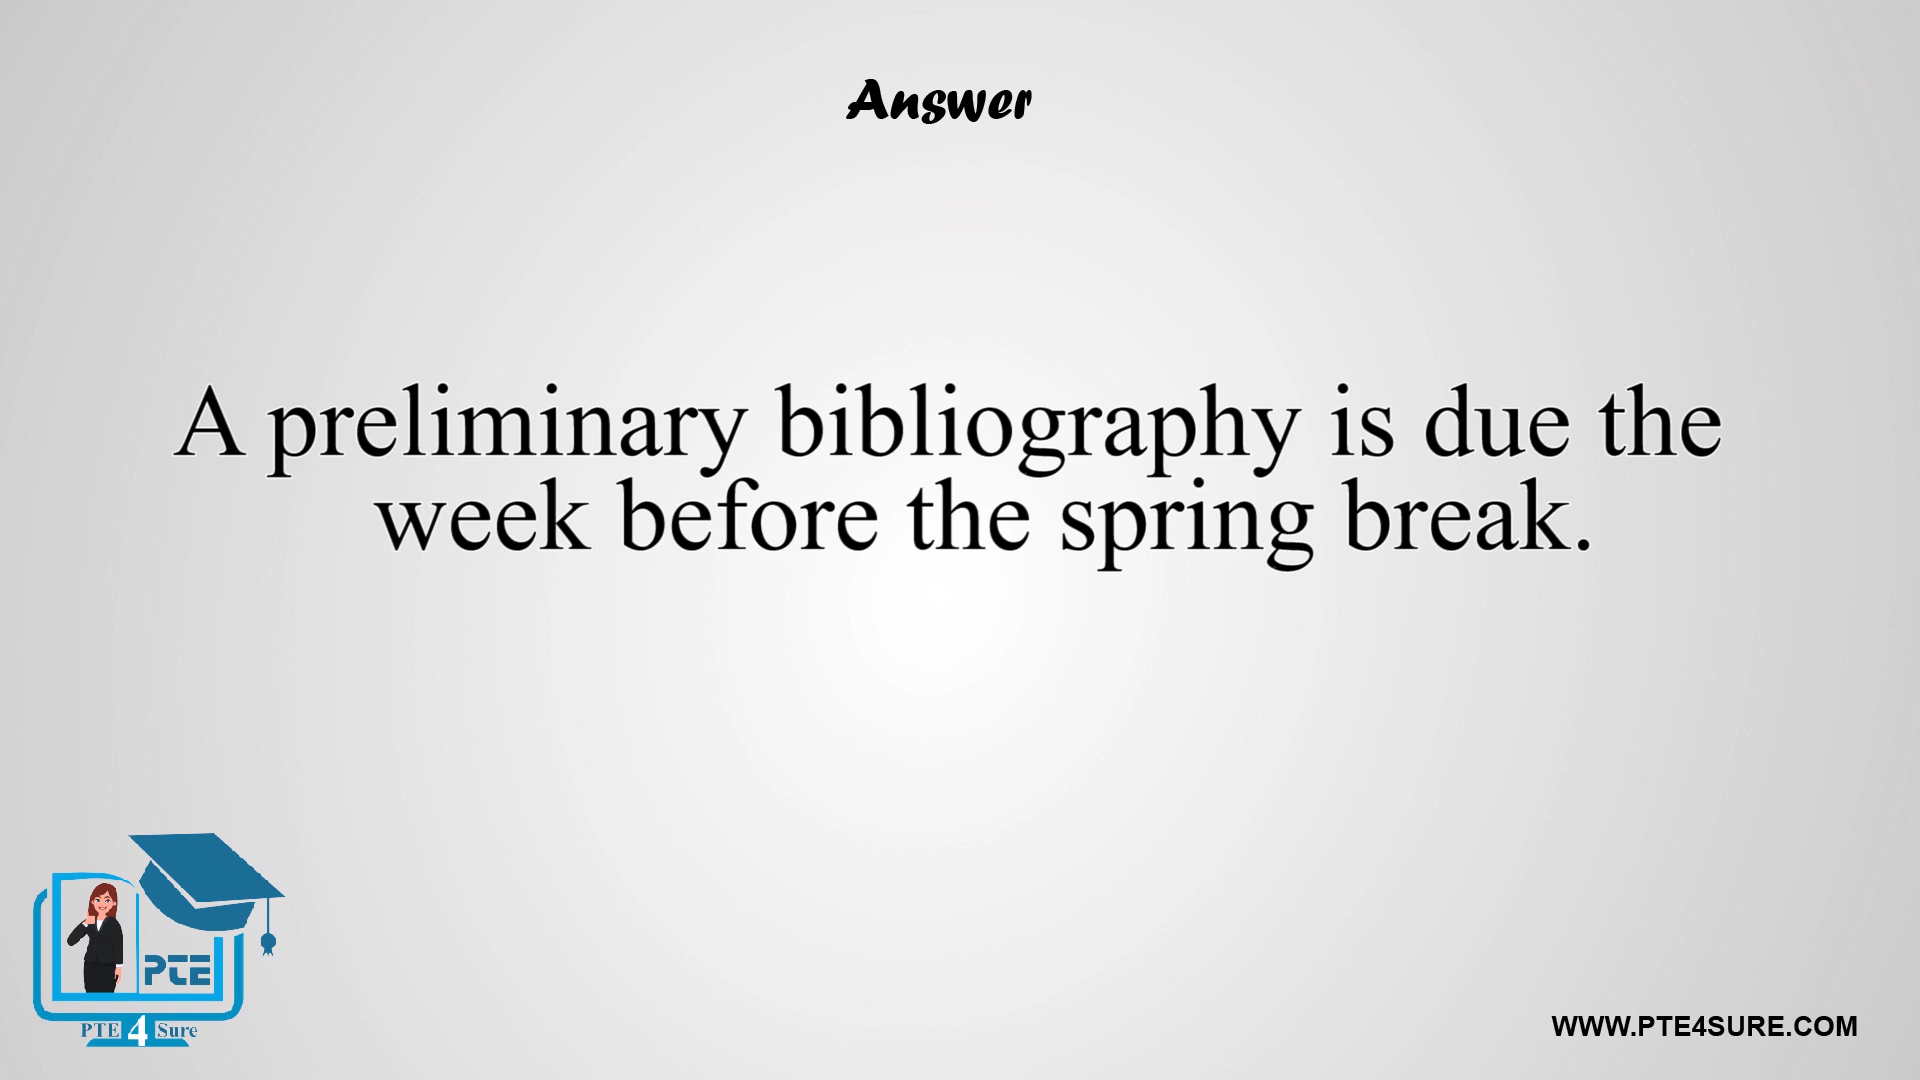 Answer
A preliminary bibliography is due the
week before the spring break.
PTE
PTE 4 Sure
WWW.PTE4SURE.COM